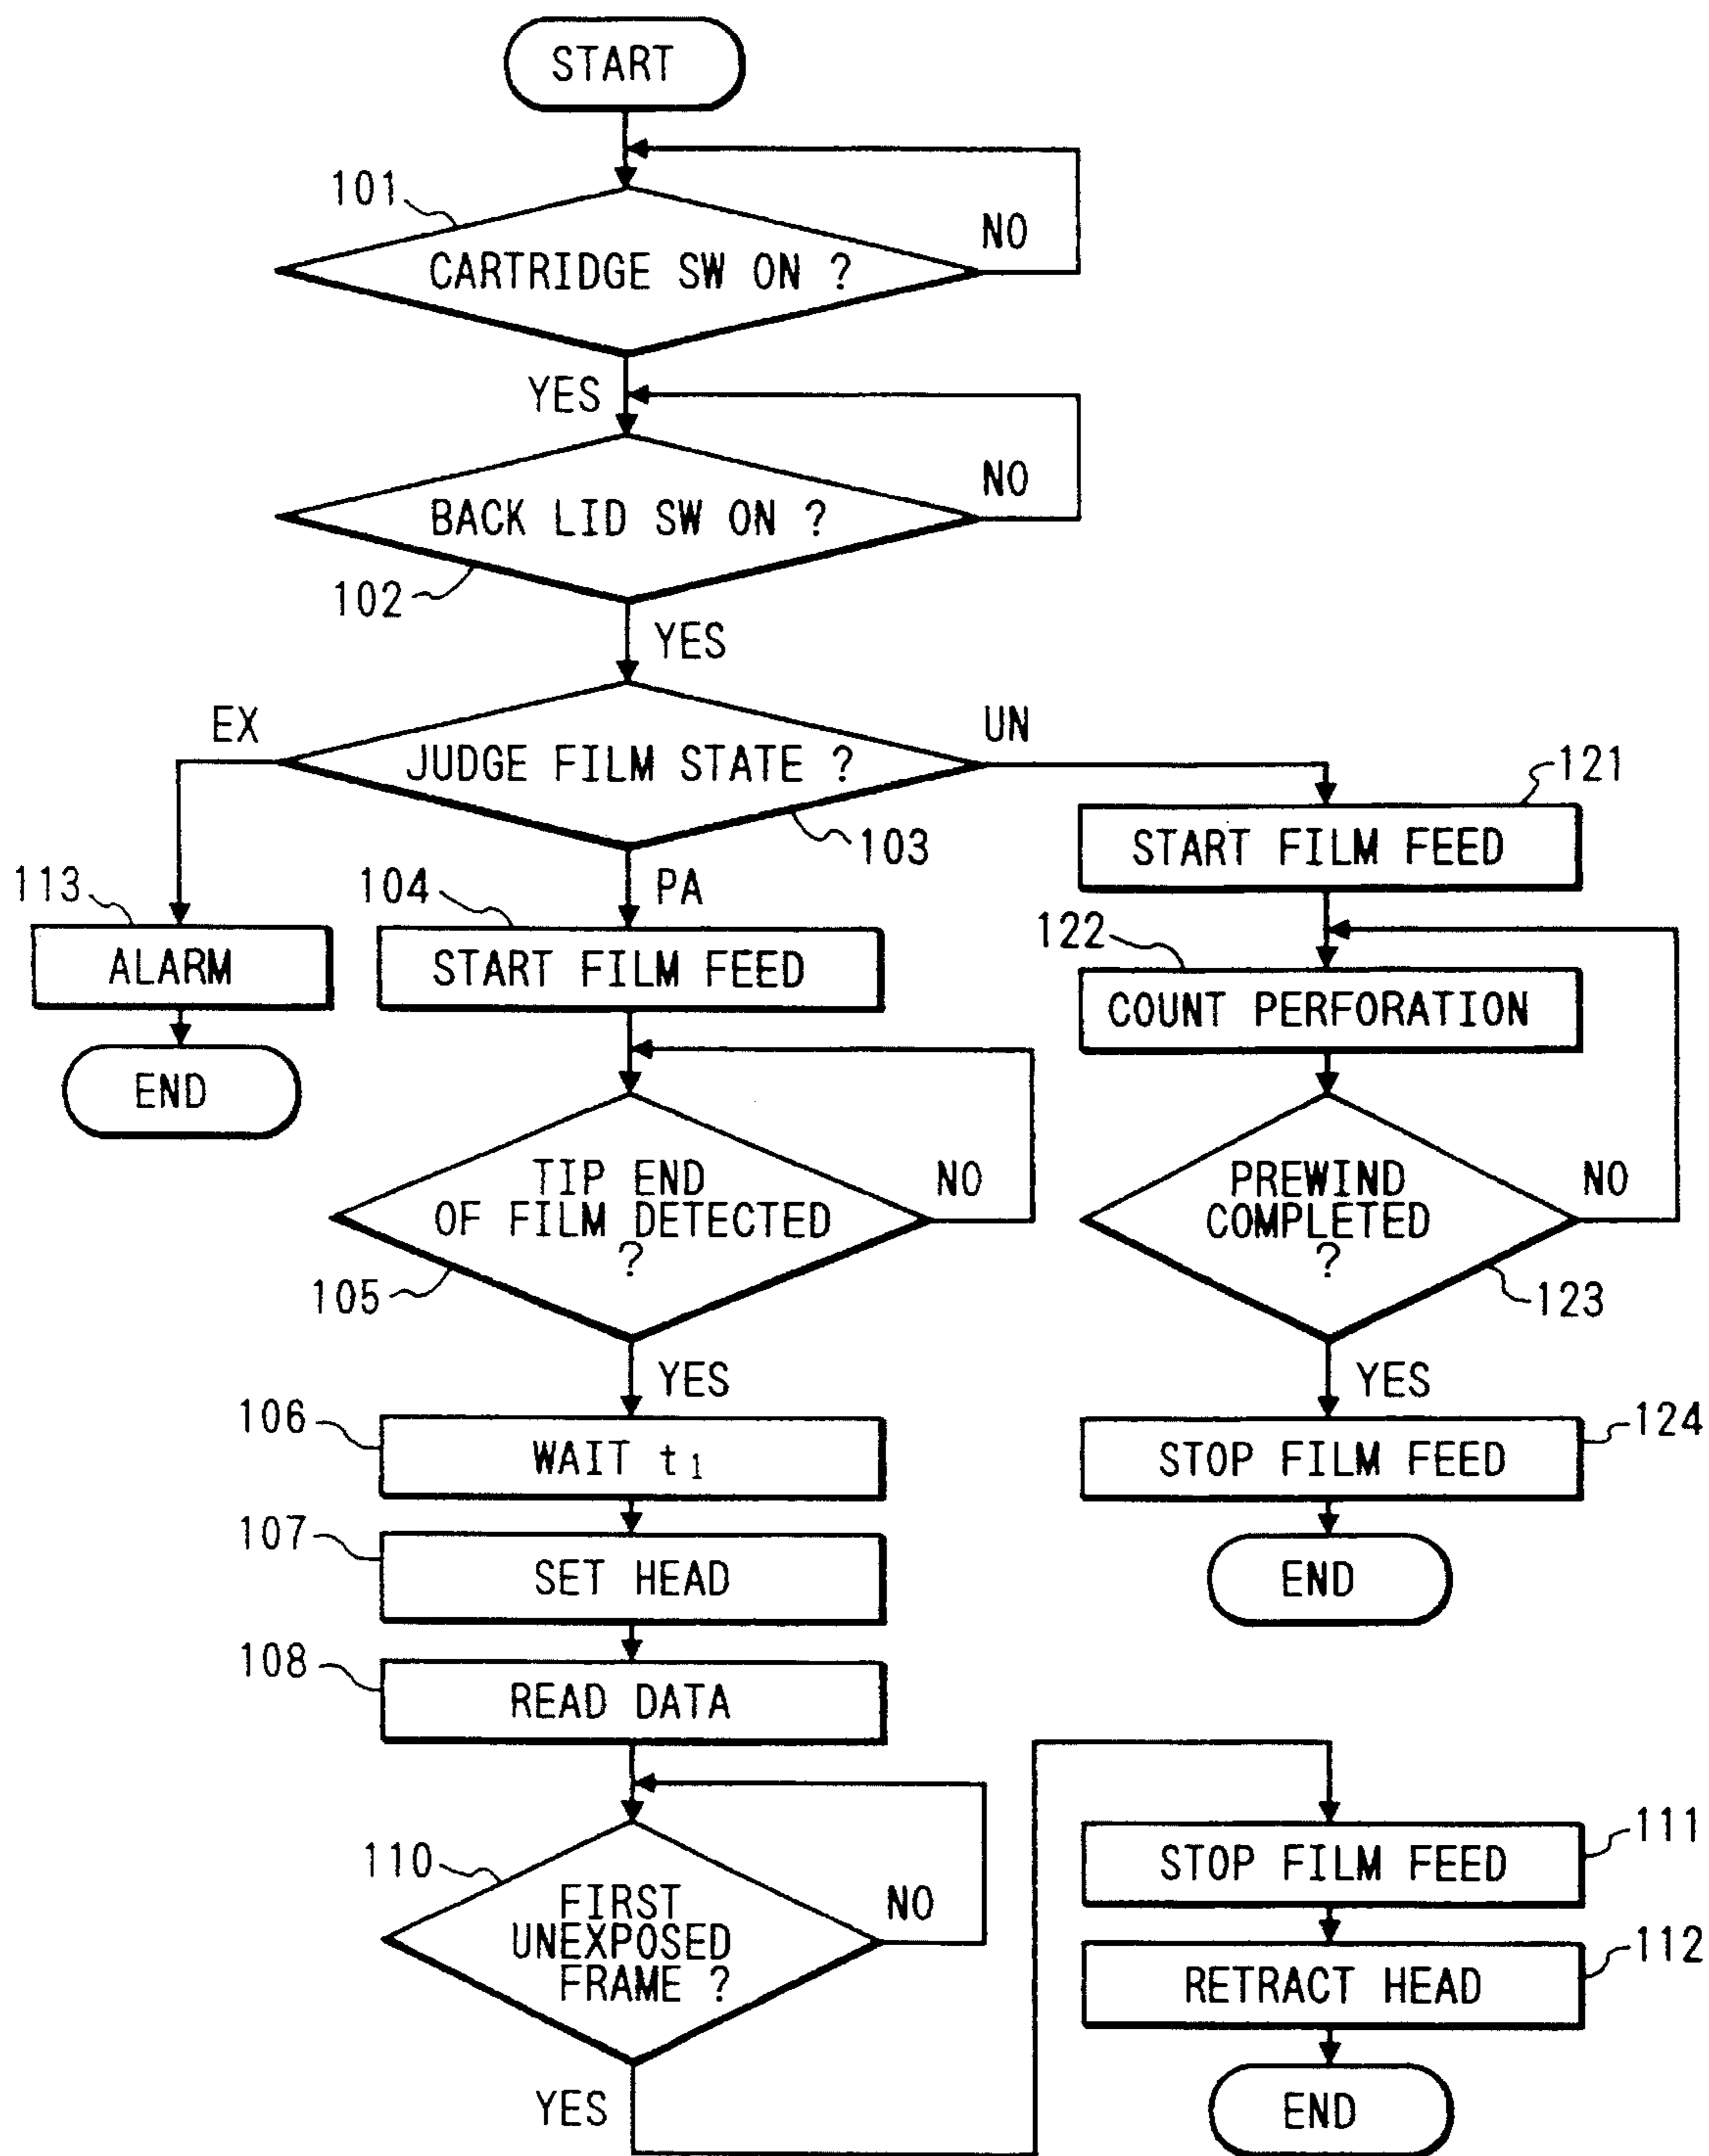 START
101
NO
CARTRIDGE SW ON ?
YES
NO
BACK LID SW ON ?
102
YES
EX
UN
JUDGE FILM STATE ?
103
121
START FILM FEED
113
ALARM
END
104
PA
START FILM FEED
122
COUNT PERFORATION
TIP END
OF FILM DETECTED
?
NO
105
PREWIND
COMPLETED
?
NO
123
YES
106
WAIT t₁
YES
124
STOP FILM FEED
END
107
SET HEAD
108
READ DATA
110
FIRST
UNEXPOSED
FRAME ?
NO
YES
111
STOP FILM FEED
112
RETRACT HEAD
END